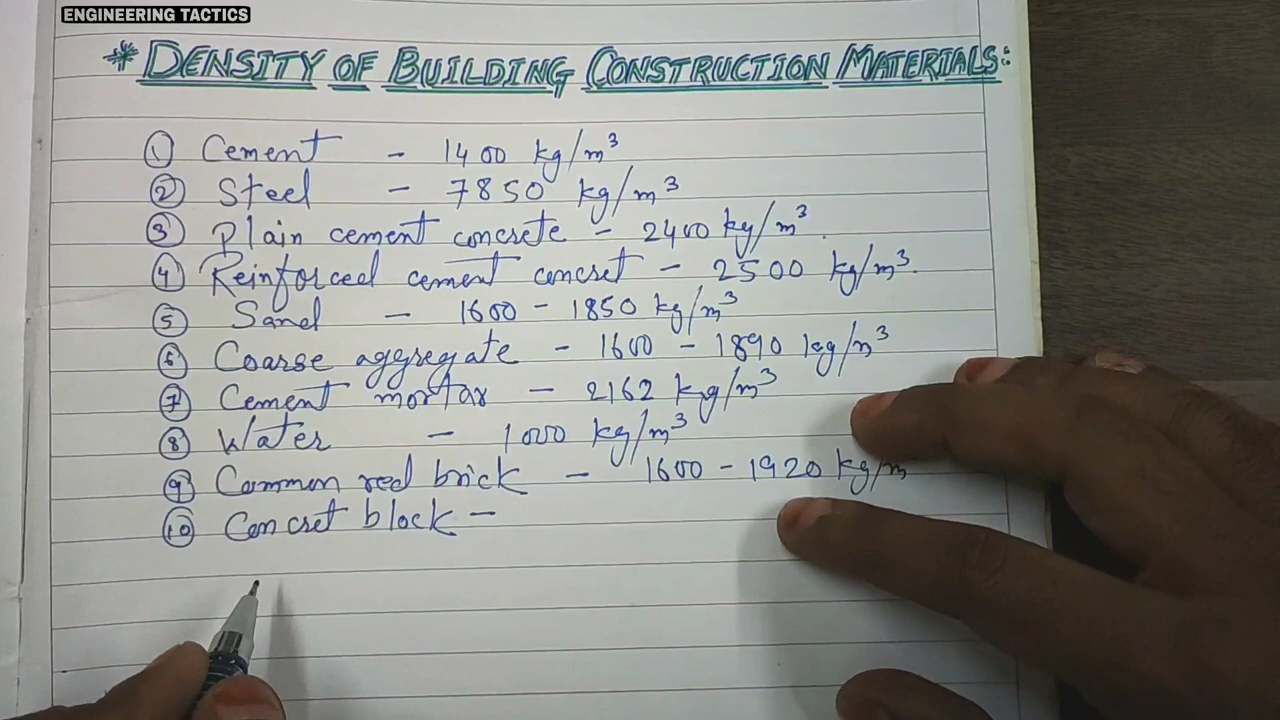 ENGINEERING TACTICS
* DENSITY OF BUILDING CONSTRUCTION MATERIALS:
① Cement - 1400 kg/m³
② Steel - 7850 kg/m³
③ Plain cement concrete - 2400 kg/m³.
④ Reinforced cement concret - 2500 kg/m³.
⑤ Sand - 1600 - 1850 kg/m³
⑥ Coarse aggregate - 1600 - 1890 kg/m³
⑦ Cement mortar - 2162 kg/m³
⑧ Water - 1000 kg/m³
⑨ Common red brick - 1600 - 1920 kg/m
⑩ Concret block -